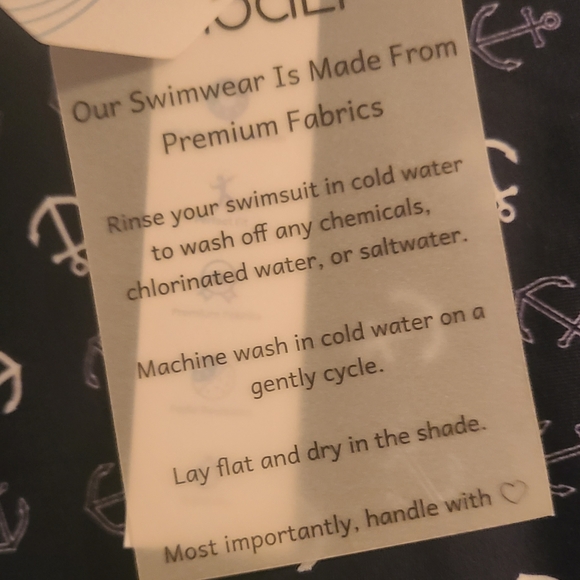 Our Swimwear Is Made From
Premium Fabrics
Rinse your swimsuit in cold water
to wash off any chemicals,
chlorinated water, or saltwater.
Machine wash in cold water on a
gently cycle.
Lay flat and dry in the shade.
Most importantly, handle with ♡